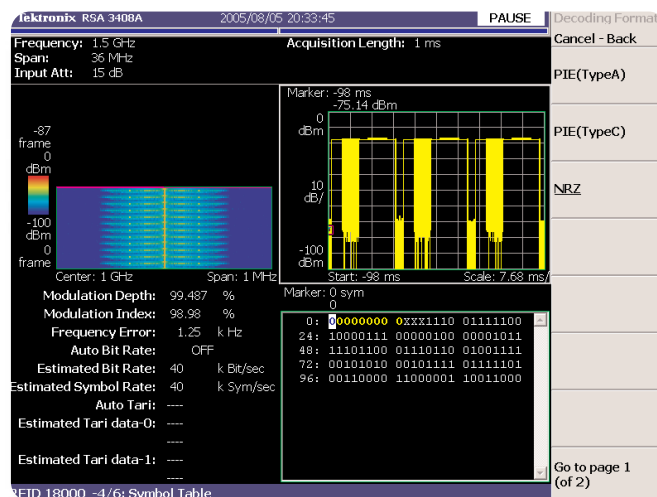 Tektronix RSA 3408A 2005/08/05 20:33:45 PAUSE
Frequency: 1.5 GHz
Span: 36 MHz
Input Att: 15 dB
Acquisition Length: 1 ms
-87
frame
0
dBm
-100
dBm
0
frame
Center: 1 GHz Span: 1 MHz
Marker: -98 ms
-75.14 dBm
0
dBm
10
dB/
-100
dBm
Start: -98 ms Scale: 7.68 ms/
Modulation Depth: 99.487 %
Modulation Index: 98.98 %
Frequency Error: 1.25 k Hz
Auto Bit Rate: OFF
Estimated Bit Rate: 40 k Bit/sec
Estimated Symbol Rate: 40 k Sym/sec
Auto Tari: ----
Estimated Tari data-0: ----
----
Estimated Tari data-1: ----
----
Marker: 0 sym
0
0: 00000000 0XXX1110 01111100
24: 10000111 00000100 00001011
48: 11101100 01110110 01001111
72: 00101010 00101111 01111101
96: 00110000 11000001 10011000
RFID 18000 -4/6: Symbol Table
Decoding Format
Cancel - Back
PIE(TypeA)
PIE(TypeC)
NRZ
Go to page 1
(of 2)